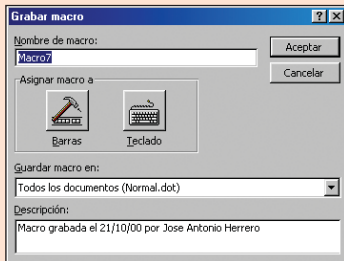 Grabar macro
Nombre de macro:
Macro7
Aceptar
Cancelar
Asignar macro a
Barras
Teclado
Guardar macro en:
Todos los documentos (Normal.dot)
Descripción:
Macro grabada el 21/10/00 por Jose Antonio Herrero